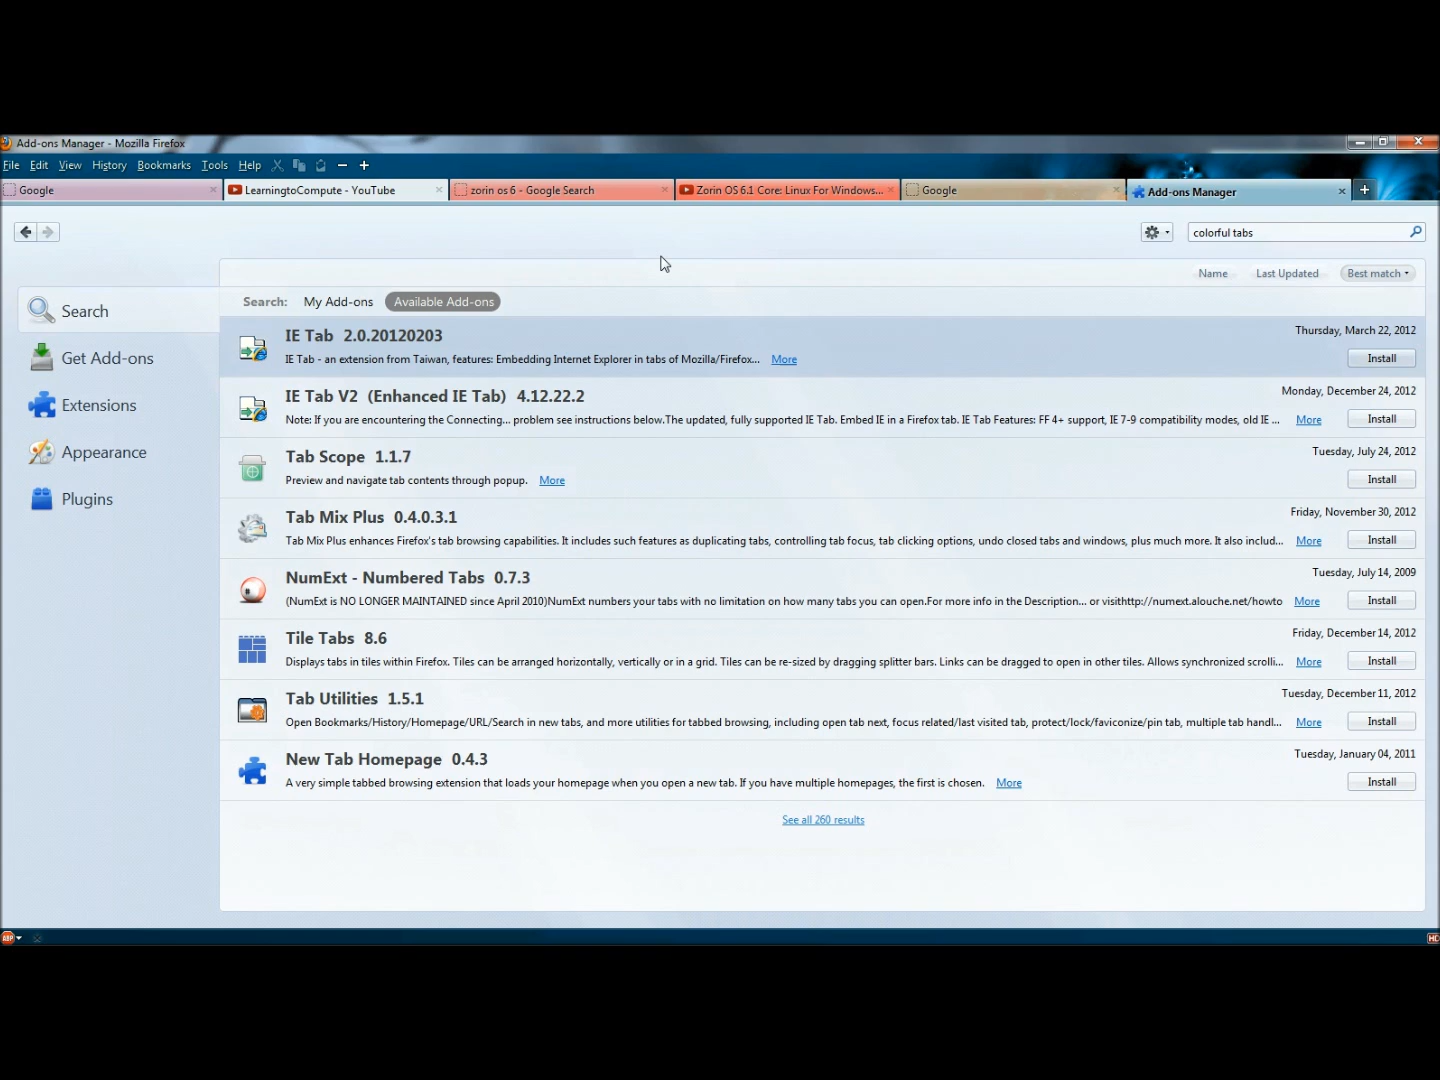 Add-ons Manager - Mozilla Firefox
File Edit View History Bookmarks Tools Help
Google
LearningtoCompute - YouTube
zorin os 6 - Google Search
Zorin OS 6.1 Core: Linux For Windows...
Google
Add-ons Manager
colorful tabs
Name Last Updated Best match
Search: My Add-ons Available Add-ons
Search
Get Add-ons
Extensions
Appearance
Plugins
IE Tab 2.0.20120203
Thursday, March 22, 2012
IE Tab - an extension from Taiwan, features: Embedding Internet Explorer in tabs of Mozilla/Firefox... More
Install
IE Tab V2 (Enhanced IE Tab) 4.12.22.2
Monday, December 24, 2012
Note: If you are encountering the Connecting... problem see instructions below.The updated, fully supported IE Tab. Embed IE in a Firefox tab. IE Tab Features: FF 4+ support, IE 7-9 compatibility modes, old IE ... More
Install
Tab Scope 1.1.7
Tuesday, July 24, 2012
Preview and navigate tab contents through popup. More
Install
Tab Mix Plus 0.4.0.3.1
Friday, November 30, 2012
Tab Mix Plus enhances Firefox's tab browsing capabilities. It includes such features as duplicating tabs, controlling tab focus, tab clicking options, undo closed tabs and windows, plus much more. It also includ... More
Install
NumExt - Numbered Tabs 0.7.3
Tuesday, July 14, 2009
(NumExt is NO LONGER MAINTAINED since April 2010)NumExt numbers your tabs with no limitation on how many tabs you can open.For more info in the Description... or visithttp://numext.alouche.net/howto More
Install
Tile Tabs 8.6
Friday, December 14, 2012
Displays tabs in tiles within Firefox. Tiles can be arranged horizontally, vertically or in a grid. Tiles can be re-sized by dragging splitter bars. Links can be dragged to open in other tiles. Allows synchronized scrolli... More
Install
Tab Utilities 1.5.1
Tuesday, December 11, 2012
Open Bookmarks/History/Homepage/URL/Search in new tabs, and more utilities for tabbed browsing, including open tab next, focus related/last visited tab, protect/lock/faviconize/pin tab, multiple tab handl... More
Install
New Tab Homepage 0.4.3
Tuesday, January 04, 2011
A very simple tabbed browsing extension that loads your homepage when you open a new tab. If you have multiple homepages, the first is chosen. More
Install
See all 260 results
ABP
HD